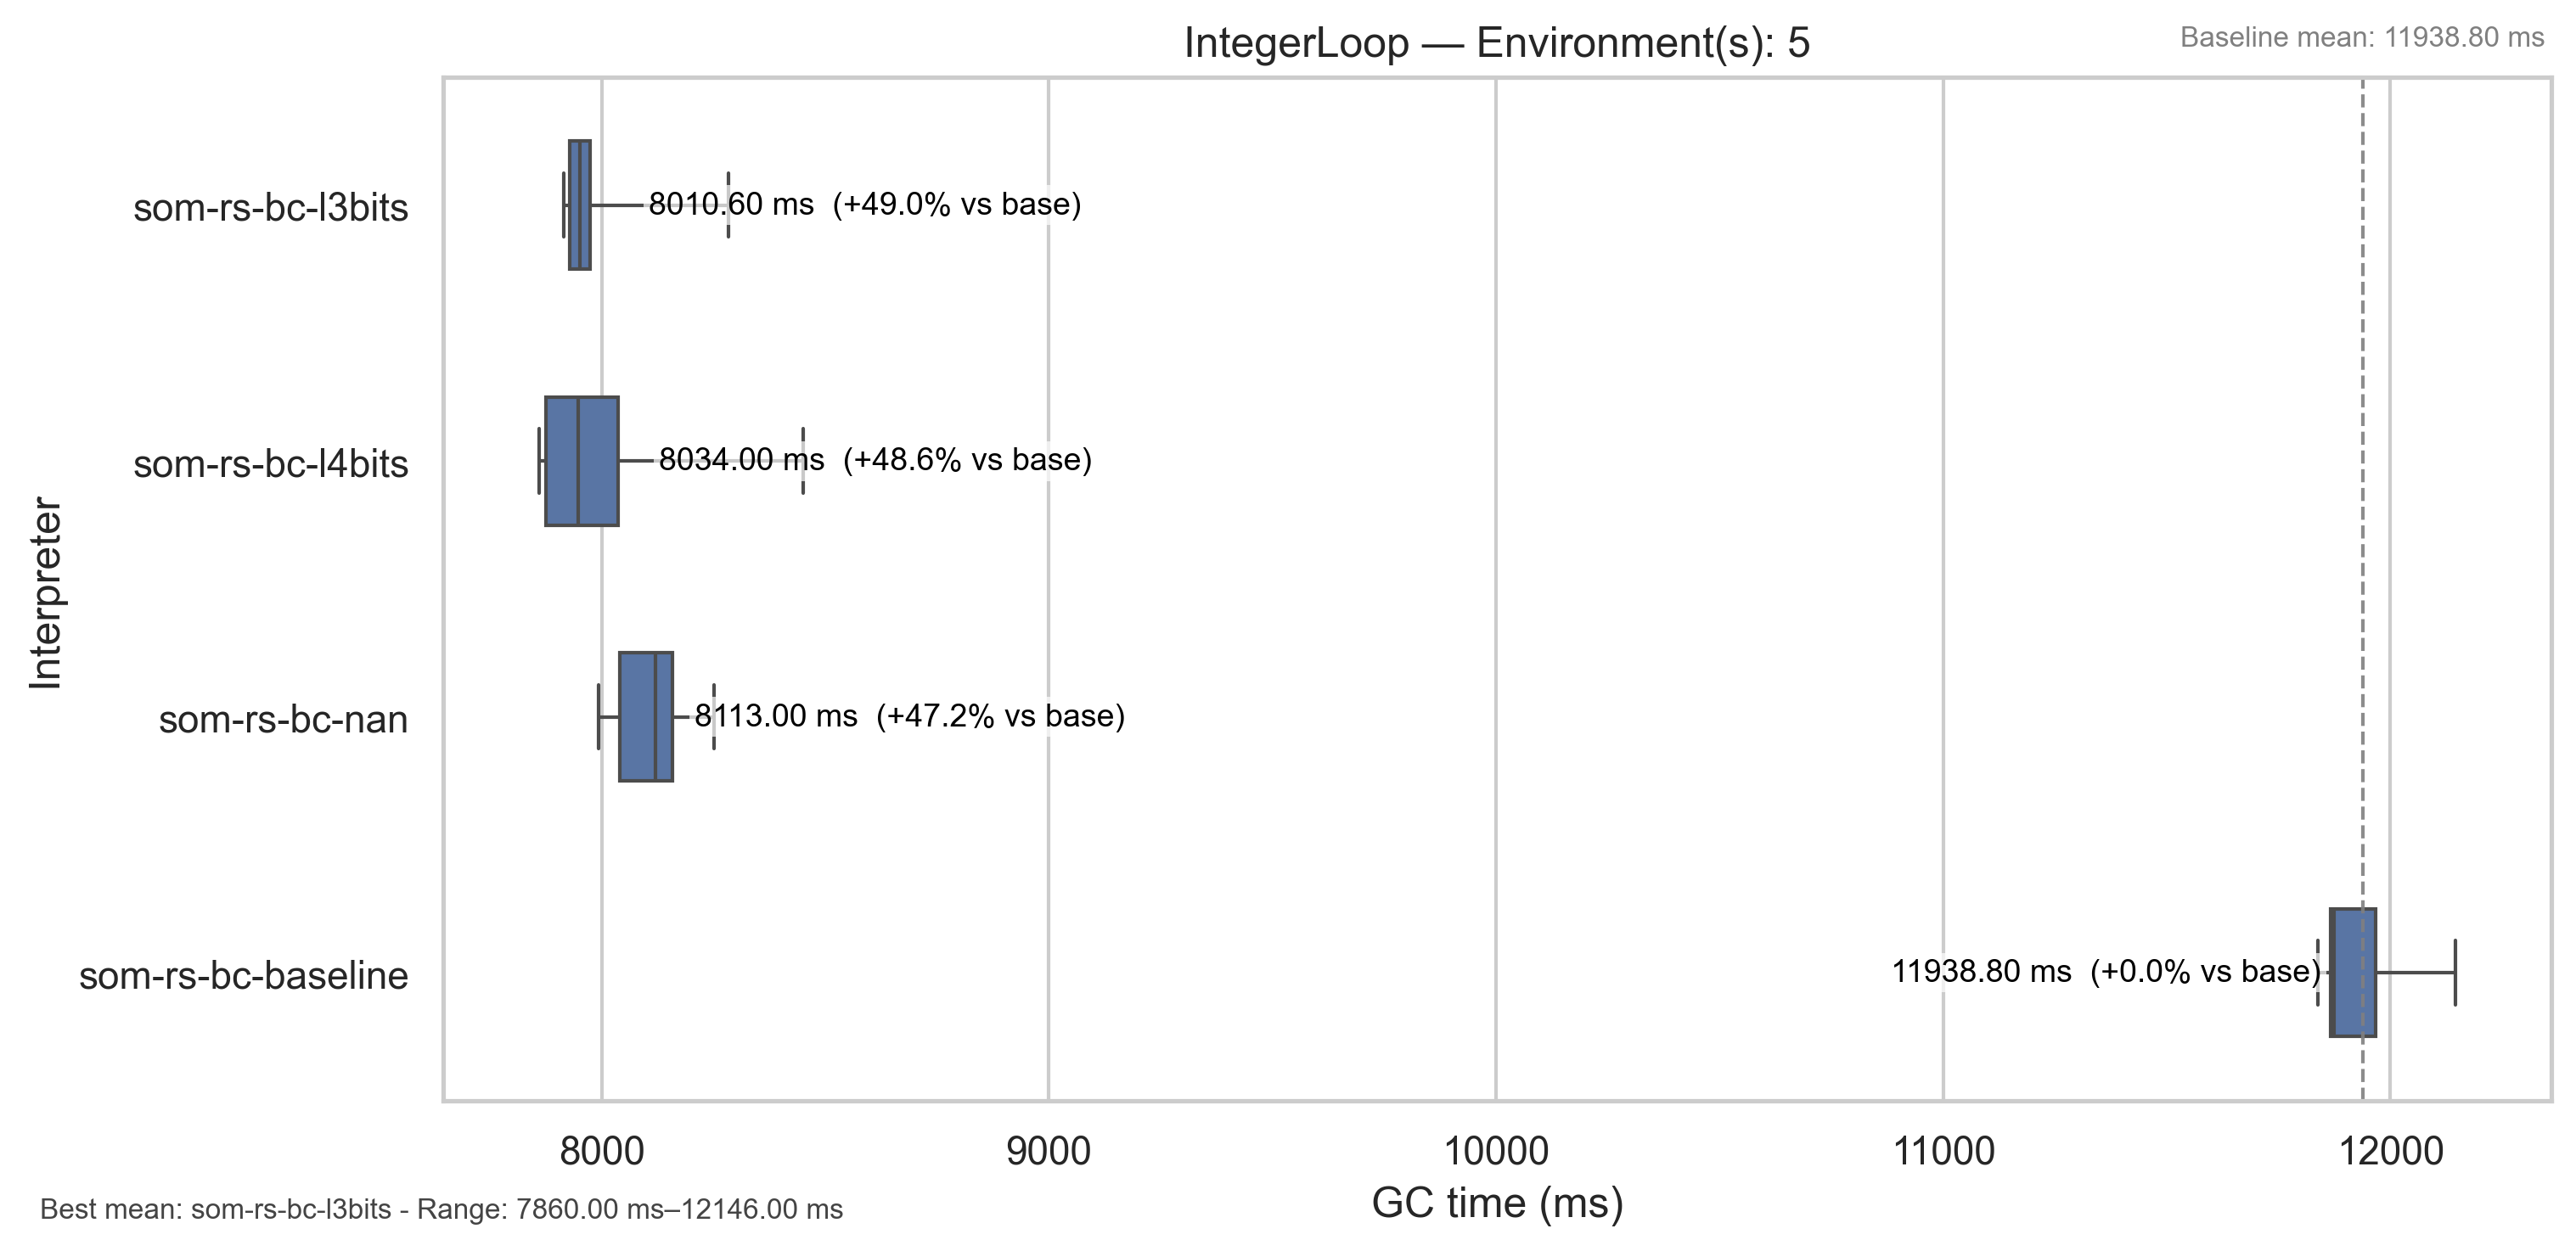 IntegerLoop — Environment(s): 5
Baseline mean: 11938.80 ms
som-rs-bc-l3bits
8010.60 ms (+49.0% vs base)
som-rs-bc-l4bits
8034.00 ms (+48.6% vs base)
Interpreter
som-rs-bc-nan
8113.00 ms (+47.2% vs base)
som-rs-bc-baseline
11938.80 ms (+0.0% vs base)
8000 9000 10000 11000 12000
GC time (ms)
Best mean: som-rs-bc-l3bits - Range: 7860.00 ms–12146.00 ms